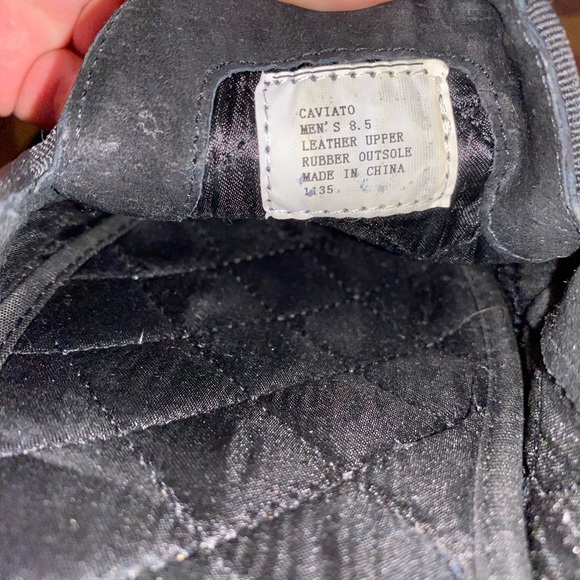 CAVIATO
MEN'S 8.5
LEATHER UPPER
RUBBER OUTSOLE
MADE IN CHINA
1135